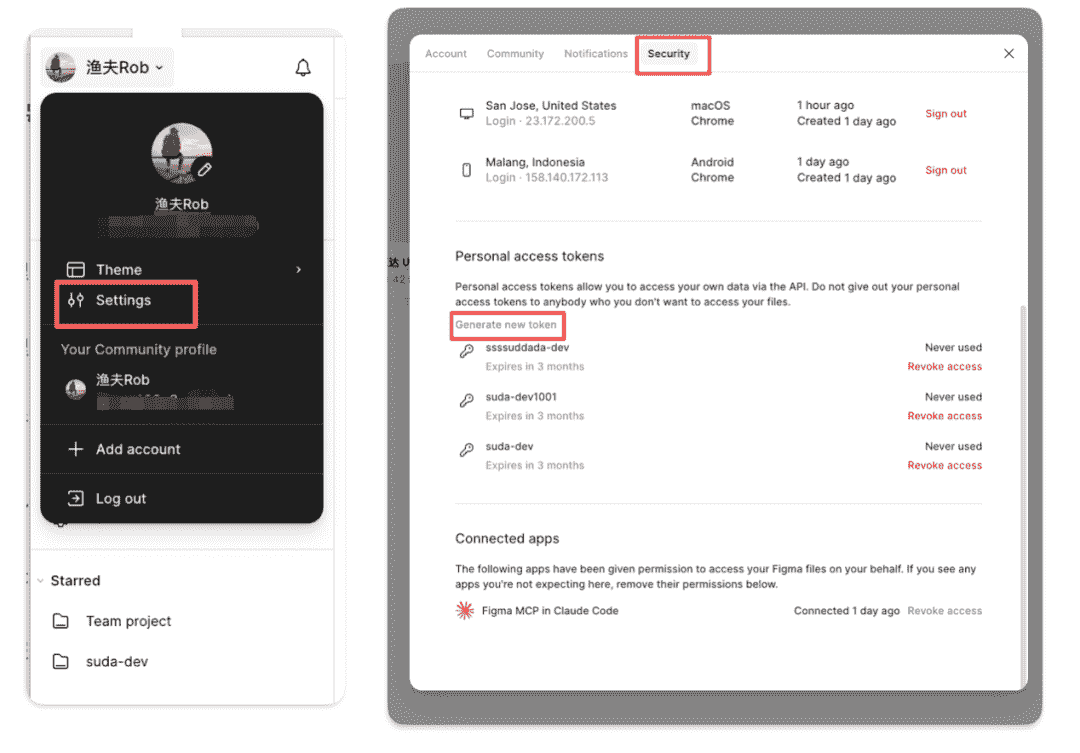 渔夫Rob
渔夫Rob
Theme
Settings
Your Community profile
渔夫Rob
Add account
Log out
Starred
Team project
suda-dev
Account Community Notifications Security
San Jose, United States macOS 1 hour ago
Login · 23.172.200.5 Chrome Created 1 day ago Sign out
Malang, Indonesia Android 1 day ago
Login · 158.140.172.113 Chrome Created 1 day ago Sign out
Personal access tokens
Personal access tokens allow you to access your own data via the API. Do not give out your personal
access tokens to anybody who you don't want to access your files.
Generate new token
ssssuddada-dev Never used
Expires in 3 months Revoke access
suda-dev1001 Never used
Expires in 3 months Revoke access
suda-dev Never used
Expires in 3 months Revoke access
Connected apps
The following apps have been given permission to access your Figma files on your behalf. If you see any
apps you're not expecting here, remove their permissions below.
Figma MCP in Claude Code Connected 1 day ago Revoke access